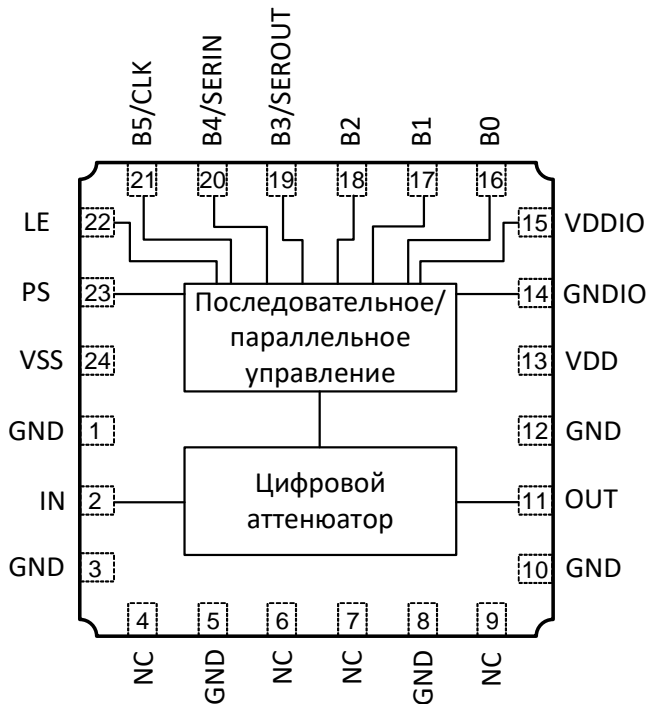 B5/CLK
B4/SERIN
B3/SEROUT
B2
B1
B0
21
20
19
18
17
16
LE
22
15
VDDIO
PS
23
14
GNDIO
Последовательное/
параллельное
управление
VSS
24
13
VDD
GND
1
12
GND
IN
2
Цифровой
аттенюатор
11
OUT
GND
3
10
GND
4
5
6
7
8
9
NC
GND
NC
NC
GND
NC